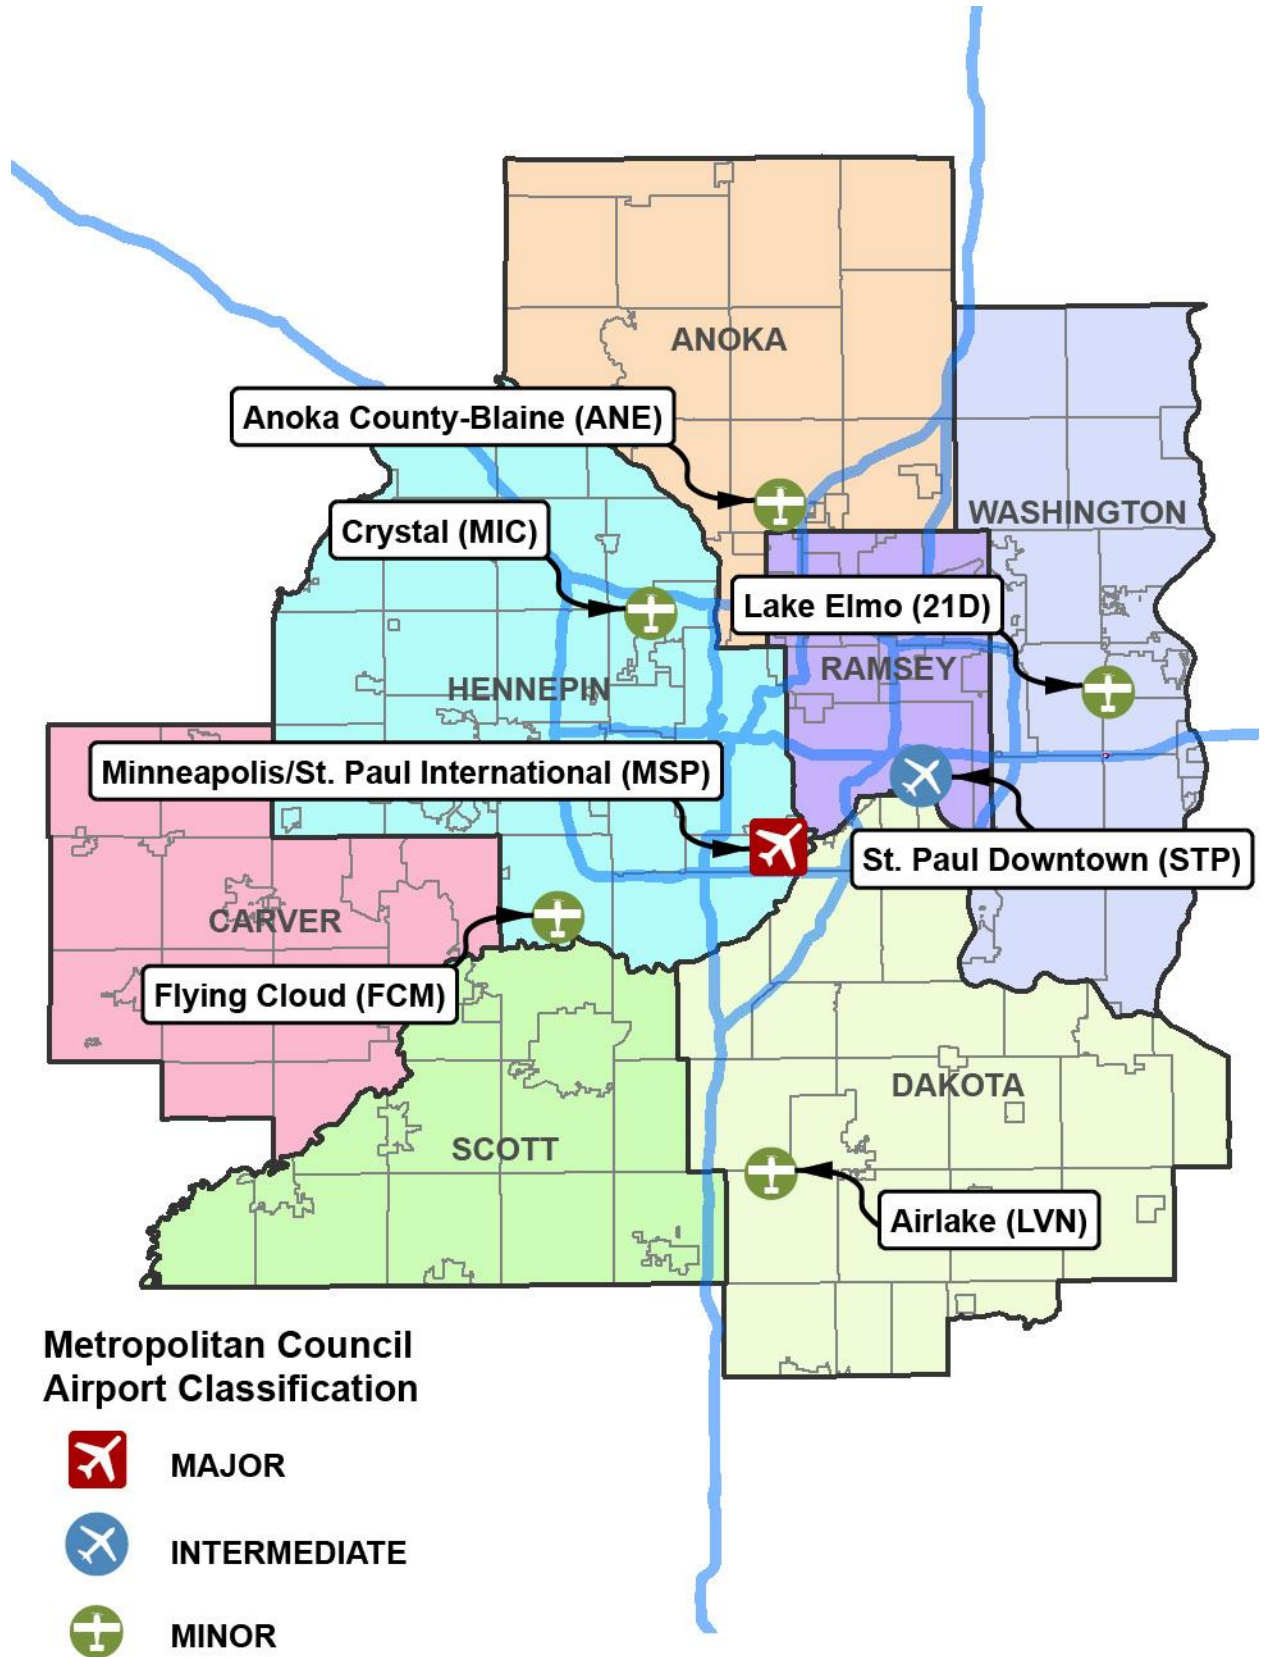 ANOKA
Anoka County-Blaine (ANE)
WASHINGTON
Crystal (MIC)
Lake Elmo (21D)
RAMSEY
HENNEPIN
Minneapolis/St. Paul International (MSP)
St. Paul Downtown (STP)
CARVER
Flying Cloud (FCM)
DAKOTA
SCOTT
Airlake (LVN)
Metropolitan Council
Airport Classification
MAJOR
INTERMEDIATE
MINOR